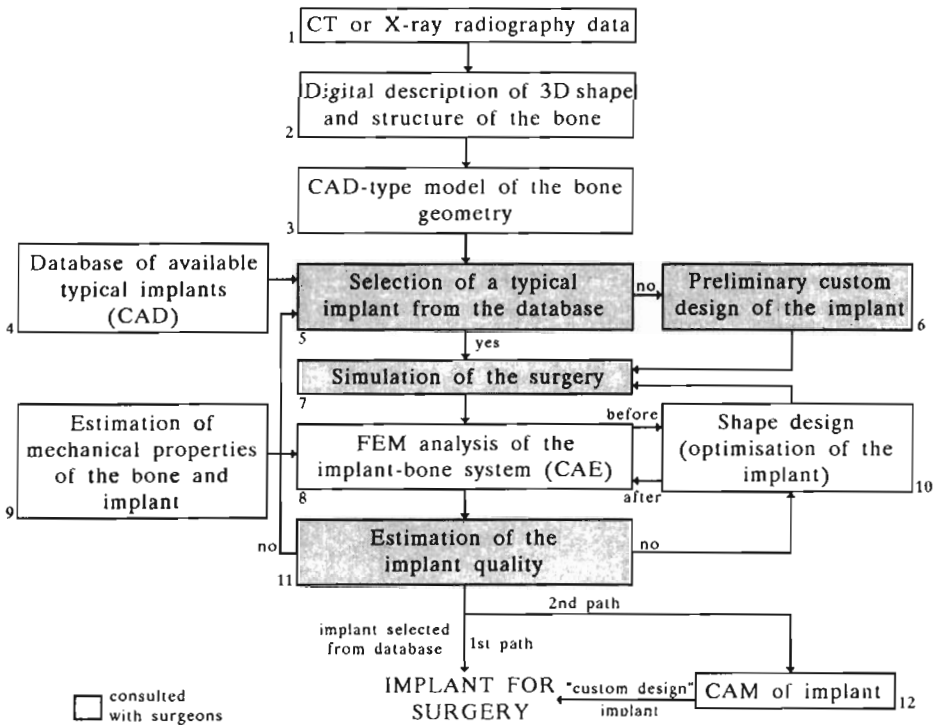 1
CT or X-ray radiography data
Digital description of 3D shape
and structure of the bone
2
CAD-type model of the bone
geometry
3
Database of available
typical implants
(CAD)
4
Selection of a typical
implant from the database
5
no
Preliminary custom
design of the implant
6
yes
Simulation of the surgery
7
Estimation of
mechanical properties
of the bone and
implant
9
FEM analysis of the
implant-bone system (CAE)
8
before
after
Shape design
(optimisation of the
implant)
10
no
Estimation of the
implant quality
11
no
2nd path
implant selected
from database
1st path
IMPLANT FOR
SURGERY
"custom design"
implant
CAM of implant
12
consulted
with surgeons